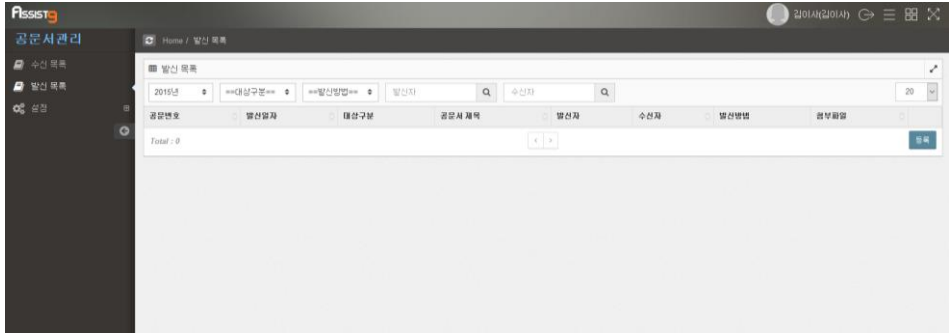 Assist9
김이사(김이사)
공문서관리
Home / 발신 목록
수신 목록
발신 목록
설정
발신 목록
2015년 ==대상구분== ==발신방법== 발신자 수신자 20
공문번호 발신일자 대상구분 공문서 제목 발신자 수신자 발신방법 첨부파일
Total : 0
등록